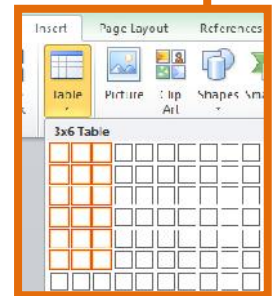 Insert Page Layout References
Table Picture Clip Shapes
Art
3x6 Table